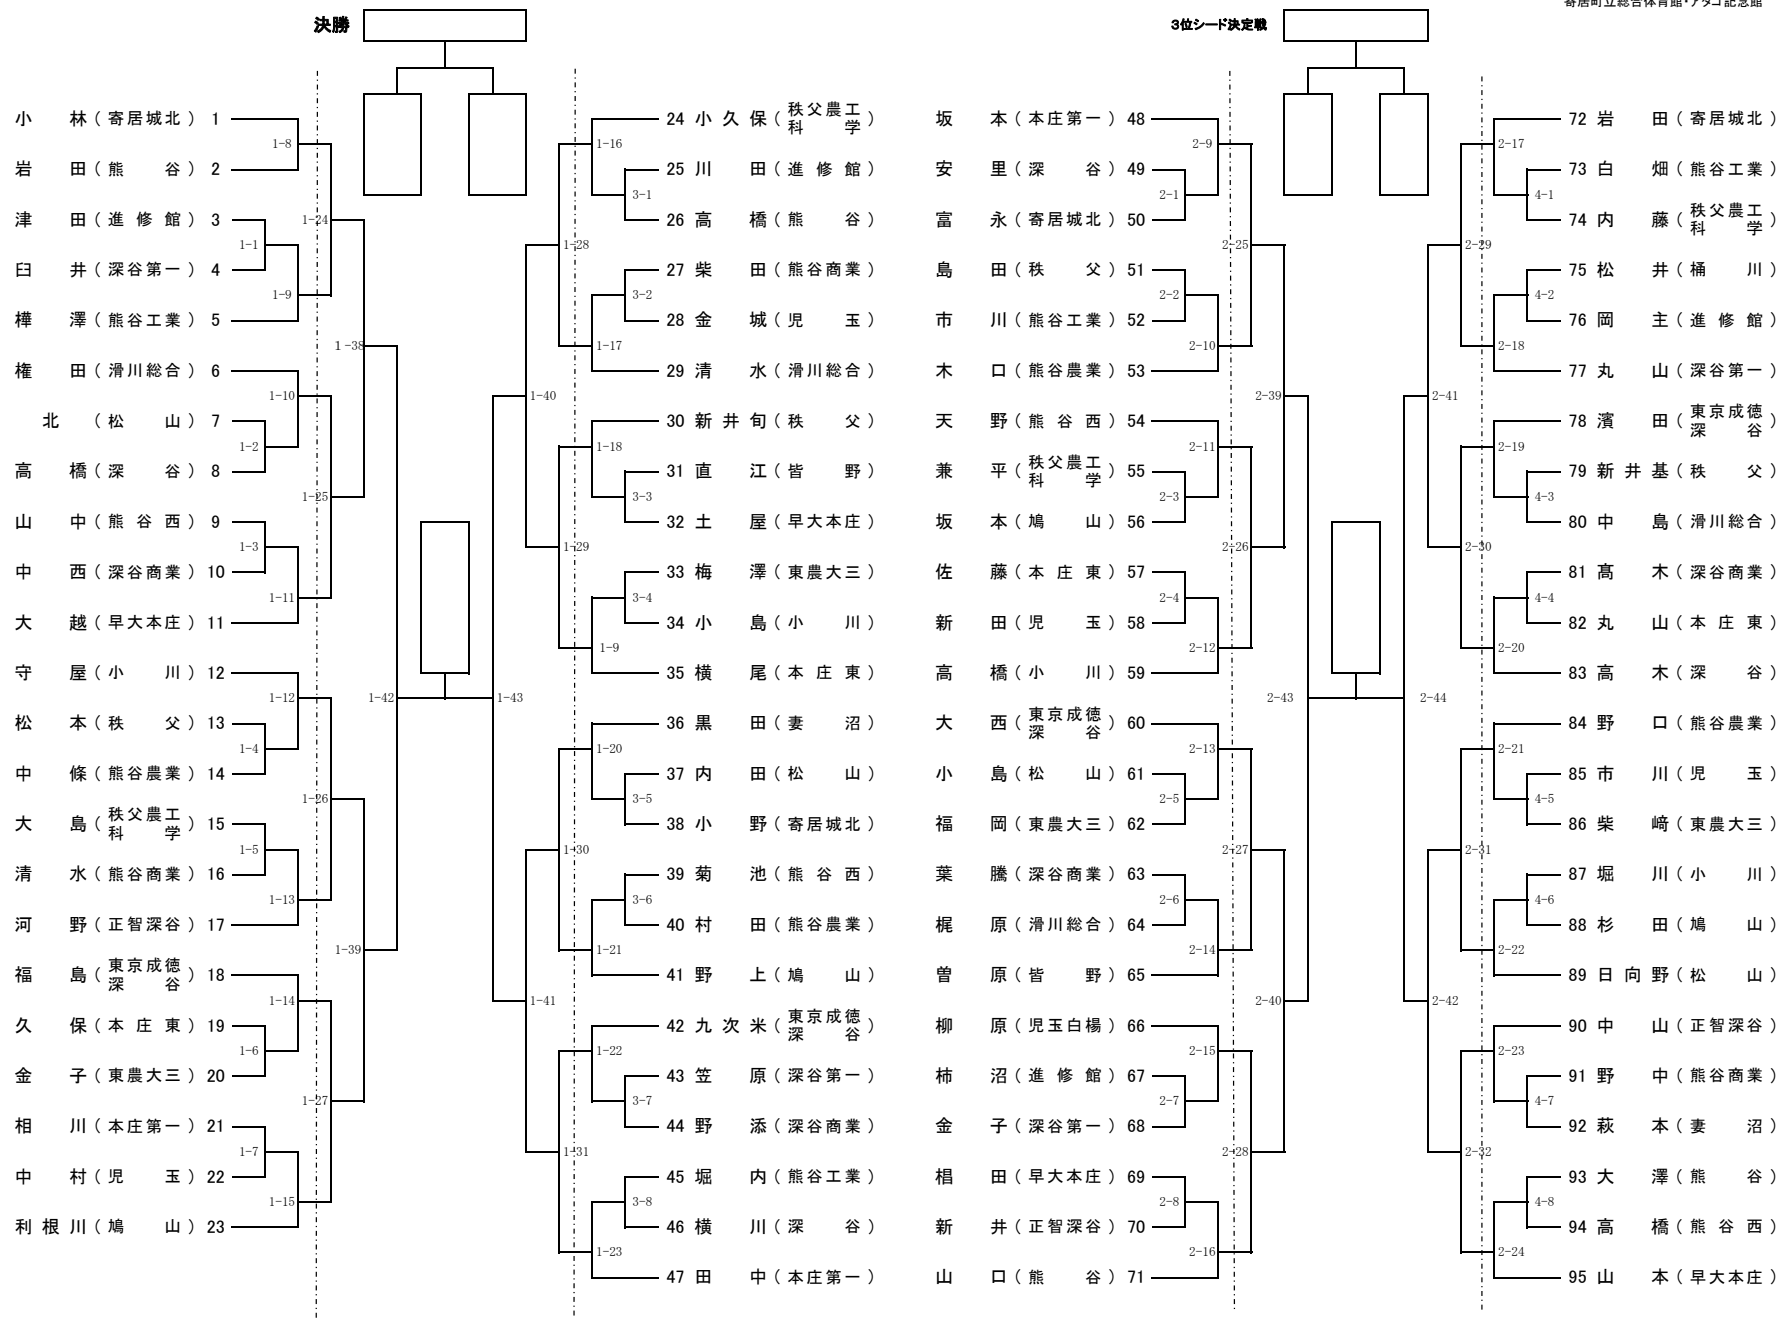 寄居町立総合体育館・アタゴ記念館
決勝
3位シード決定戦
小林（寄居城北）1
岩田（熊谷）2
津田（進修館）3
臼井（深谷第一）4
樺澤（熊谷工業）5
権田（滑川総合）6
北（松山）7
高橋（深谷）8
山中（熊谷西）9
中西（深谷商業）10
大越（早大本庄）11
守屋（小川）12
松本（秩父）13
中條（熊谷農業）14
大島（秩父農工科学）15
清水（熊谷商業）16
河野（正智深谷）17
福島（東京成徳深谷）18
久保（本庄東）19
金子（東農大三）20
相川（本庄第一）21
中村（児玉）22
利根川（鳩山）23
1-8
1-24
1-1
1-9
1-38
1-10
1-2
1-25
1-3
1-11
1-12
1-42
1-4
1-26
1-5
1-13
1-39
1-14
1-6
1-27
1-7
1-15
24 小久保（秩父農工科学）
25 川田（進修館）
26 高橋（熊谷）
27 柴田（熊谷商業）
28 金城（児玉）
29 清水（滑川総合）
30 新井旬（秩父）
31 直江（皆野）
32 土屋（早大本庄）
33 梅澤（東農大三）
34 小島（小川）
35 横尾（本庄東）
36 黒田（妻沼）
37 内田（松山）
38 小野（寄居城北）
39 菊池（熊谷西）
40 村田（熊谷農業）
41 野上（鳩山）
42 九次米（東京成徳深谷）
43 笠原（深谷第一）
44 野添（深谷商業）
45 堀内（熊谷工業）
46 横川（深谷）
47 田中（本庄第一）
1-16
3-1
1-28
3-2
1-17
1-40
1-18
3-3
1-29
3-4
1-9
1-43
1-20
3-5
1-30
3-6
1-21
1-41
1-22
3-7
1-31
3-8
1-23
坂本（本庄第一）48
安里（深谷）49
富永（寄居城北）50
島田（秩父）51
市川（熊谷工業）52
木口（熊谷農業）53
天野（熊谷西）54
兼平（秩父農工科学）55
坂本（鳩山）56
佐藤（本庄東）57
新田（児玉）58
高橋（小川）59
大西（東京成徳深谷）60
小島（松山）61
福岡（東農大三）62
葉騰（深谷商業）63
梶原（滑川総合）64
曽原（皆野）65
柳原（児玉白楊）66
柿沼（進修館）67
金子（深谷第一）68
椙田（早大本庄）69
新井（正智深谷）70
山口（熊谷）71
2-9
2-1
2-25
2-2
2-10
2-39
2-11
2-3
2-26
2-4
2-12
2-43
2-13
2-5
2-27
2-6
2-14
2-40
2-15
2-7
2-28
2-8
2-16
72 岩田（寄居城北）
73 白畑（熊谷工業）
74 内藤（秩父農工科学）
75 松井（桶川）
76 岡主（進修館）
77 丸山（深谷第一）
78 濱田（東京成徳深谷）
79 新井基（秩父）
80 中島（滑川総合）
81 髙木（深谷商業）
82 丸山（本庄東）
83 高木（深谷）
84 野口（熊谷農業）
85 市川（児玉）
86 柴﨑（東農大三）
87 堀川（小川）
88 杉田（鳩山）
89 日向野（松山）
90 中山（正智深谷）
91 野中（熊谷商業）
92 萩本（妻沼）
93 大澤（熊谷）
94 高橋（熊谷西）
95 山本（早大本庄）
2-17
4-1
2-29
4-2
2-18
2-41
2-19
4-3
2-30
4-4
2-20
2-44
2-21
4-5
2-31
4-6
2-22
2-42
2-23
4-7
2-32
4-8
2-24